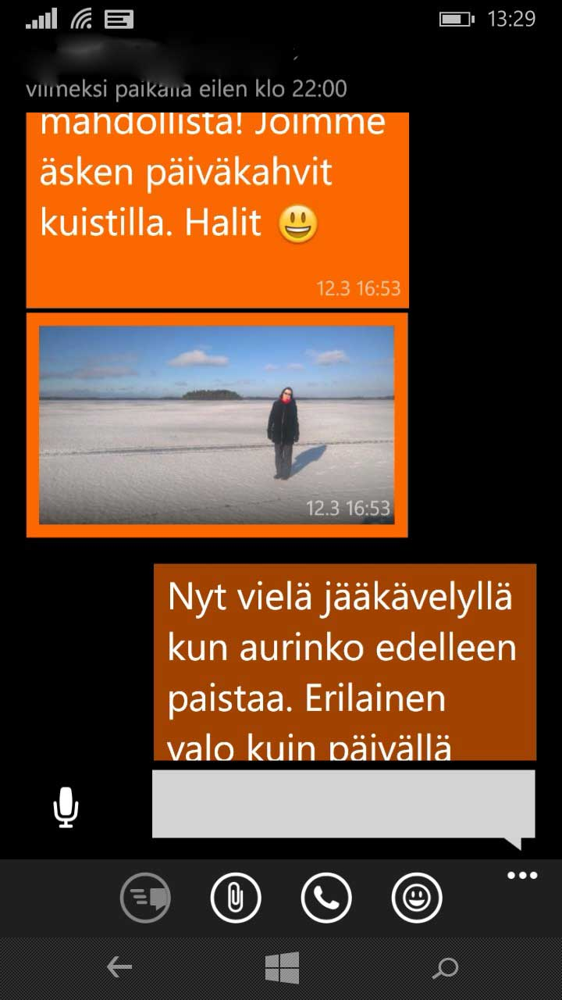 13:29
viimeksi paikalla eilen klo 22:00
mahdollista! Joimme
äsken päiväkahvit
kuistilla. Halit 😃
12.3 16:53
12.3 16:53
Nyt vielä jääkävelyllä
kun aurinko edelleen
paistaa. Erilainen
valo kuin päivällä